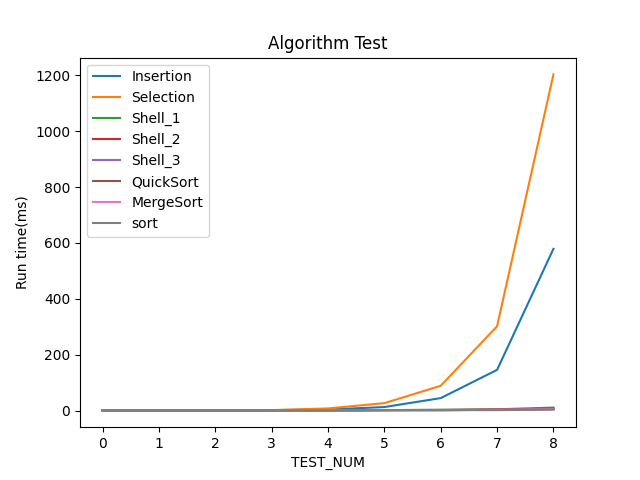 Algorithm Test
Insertion
Selection
Shell_1
Shell_2
Shell_3
QuickSort
MergeSort
sort
Run time(ms)
1200
1000
800
600
400
200
0
0 1 2 3 4 5 6 7 8
TEST_NUM